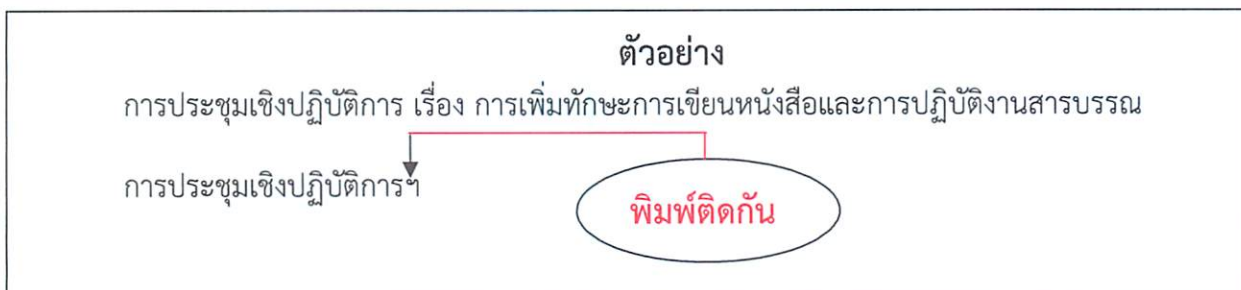 ตัวอย่าง
การประชุมเชิงปฏิบัติการ เรื่อง การเพิ่มทักษะการเขียนหนังสือและการปฏิบัติงานสารบรรณ
การประชุมเชิงปฏิบัติการฯ
พิมพ์ติดกัน